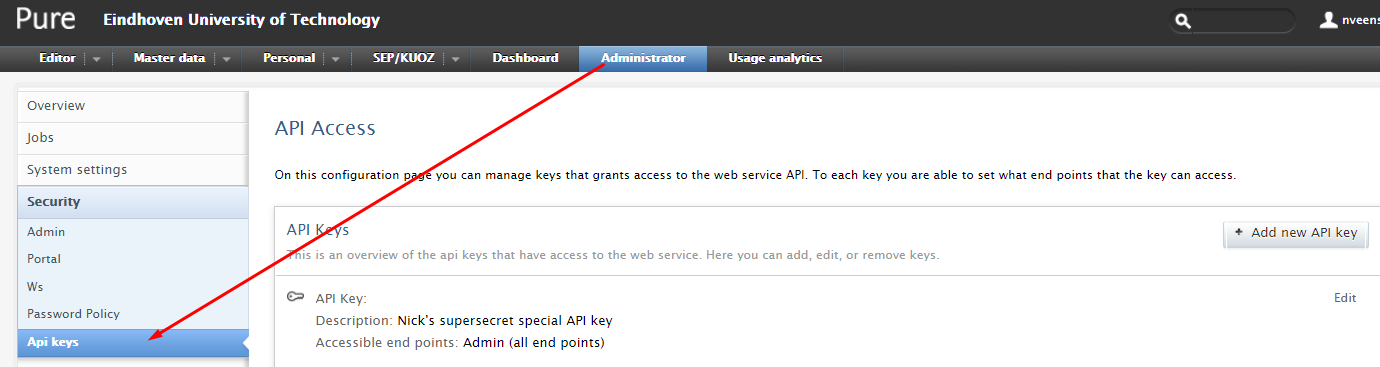 Pure Eindhoven University of Technology nveens
Editor Master data Personal SEP/KUOZ Dashboard Administrator Usage analytics
Overview
Jobs
System settings
Security
Admin
Portal
Ws
Password Policy
Api keys
API Access
On this configuration page you can manage keys that grants access to the web service API. To each key you are able to set what end points that the key can access.
API Keys
+ Add new API key
This is an overview of the api keys that have access to the web service. Here you can add, edit, or remove keys.
API Key: Edit
Description: Nick's supersecret special API key
Accessible end points: Admin (all end points)